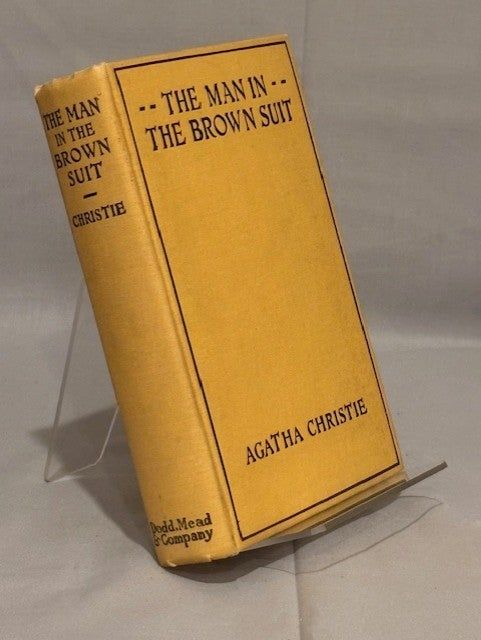 THE MAN
IN THE
BROWN
SUIT
CHRISTIE
Dodd, Mead
& Company
-- THE MAN IN --
THE BROWN SUIT
AGATHA CHRISTIE